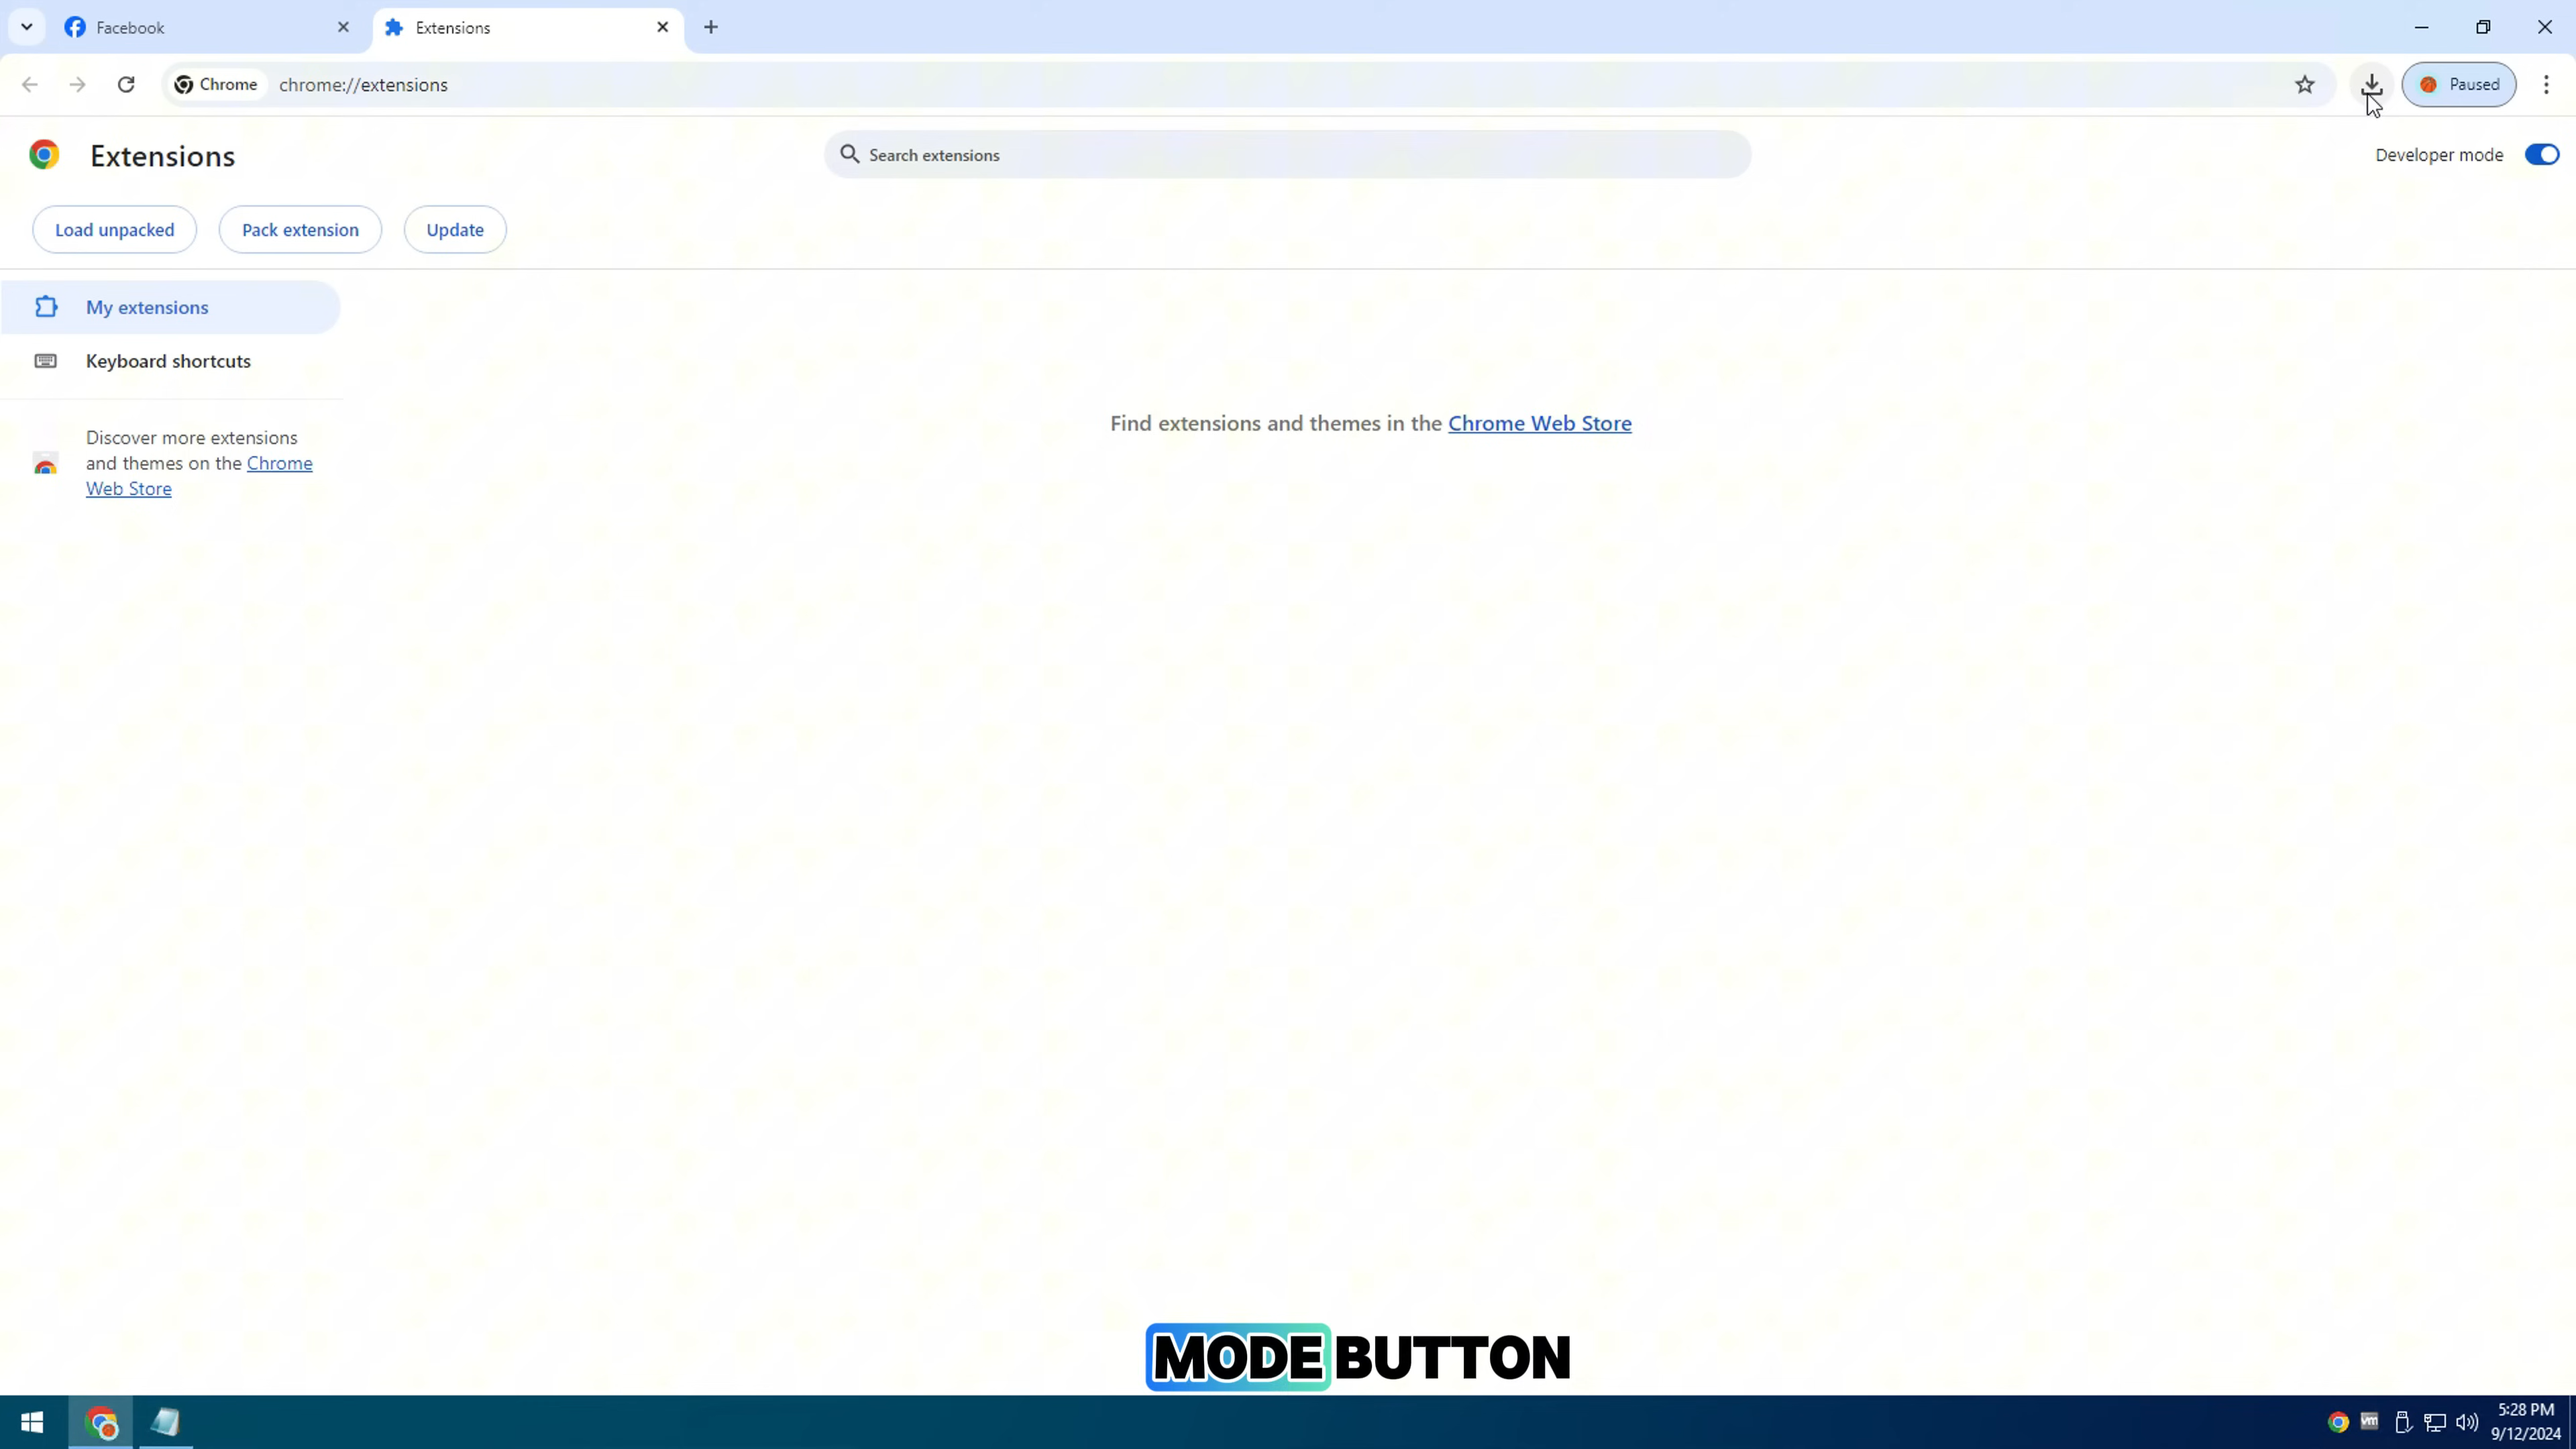 Facebook
Extensions
Chrome
chrome://extensions
Paused
Extensions
Search extensions
Developer mode
Load unpacked
Pack extension
Update
My extensions
Keyboard shortcuts
Discover more extensions
and themes on the Chrome
Web Store
Find extensions and themes in the Chrome Web Store
MODE BUTTON
vm
5:28 PM
9/12/2024